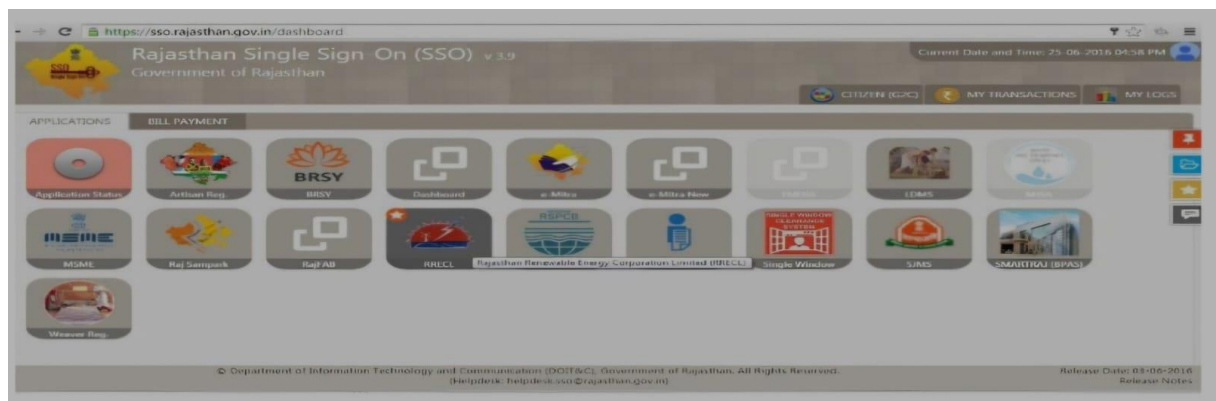 https://sso.rajasthan.gov.in/dashboard
SSO
Rajasthan Single Sign On (SSO) v 3.9
Government of Rajasthan
Current Date and Time: 25-06-2016 04:58 PM
CITIZEN (G2C) MY TRANSACTIONS MY LOGS
APPLICATIONS BILL PAYMENT
BRSY
Application Status Artisan Reg. BRSY Dashboard e-Mitra e-Mitra New LDMS
RSPCB
SINGLE WINDOW CLEARANCE SYSTEM
MSME
MSME Raj Sampark RajFAB RRECL Single Window SJMS SMARTRAJ (BPAS)
Rajasthan Renewable Energy Corporation Limited (RRECL)
Weaver Reg.
© Department of Information Technology and Communication (DOIT&C), Government of Rajasthan. All Rights Reserved. Release Date: 03-06-2016
(Helpdesk: helpdesk.sso@rajasthan.gov.in) Release Notes